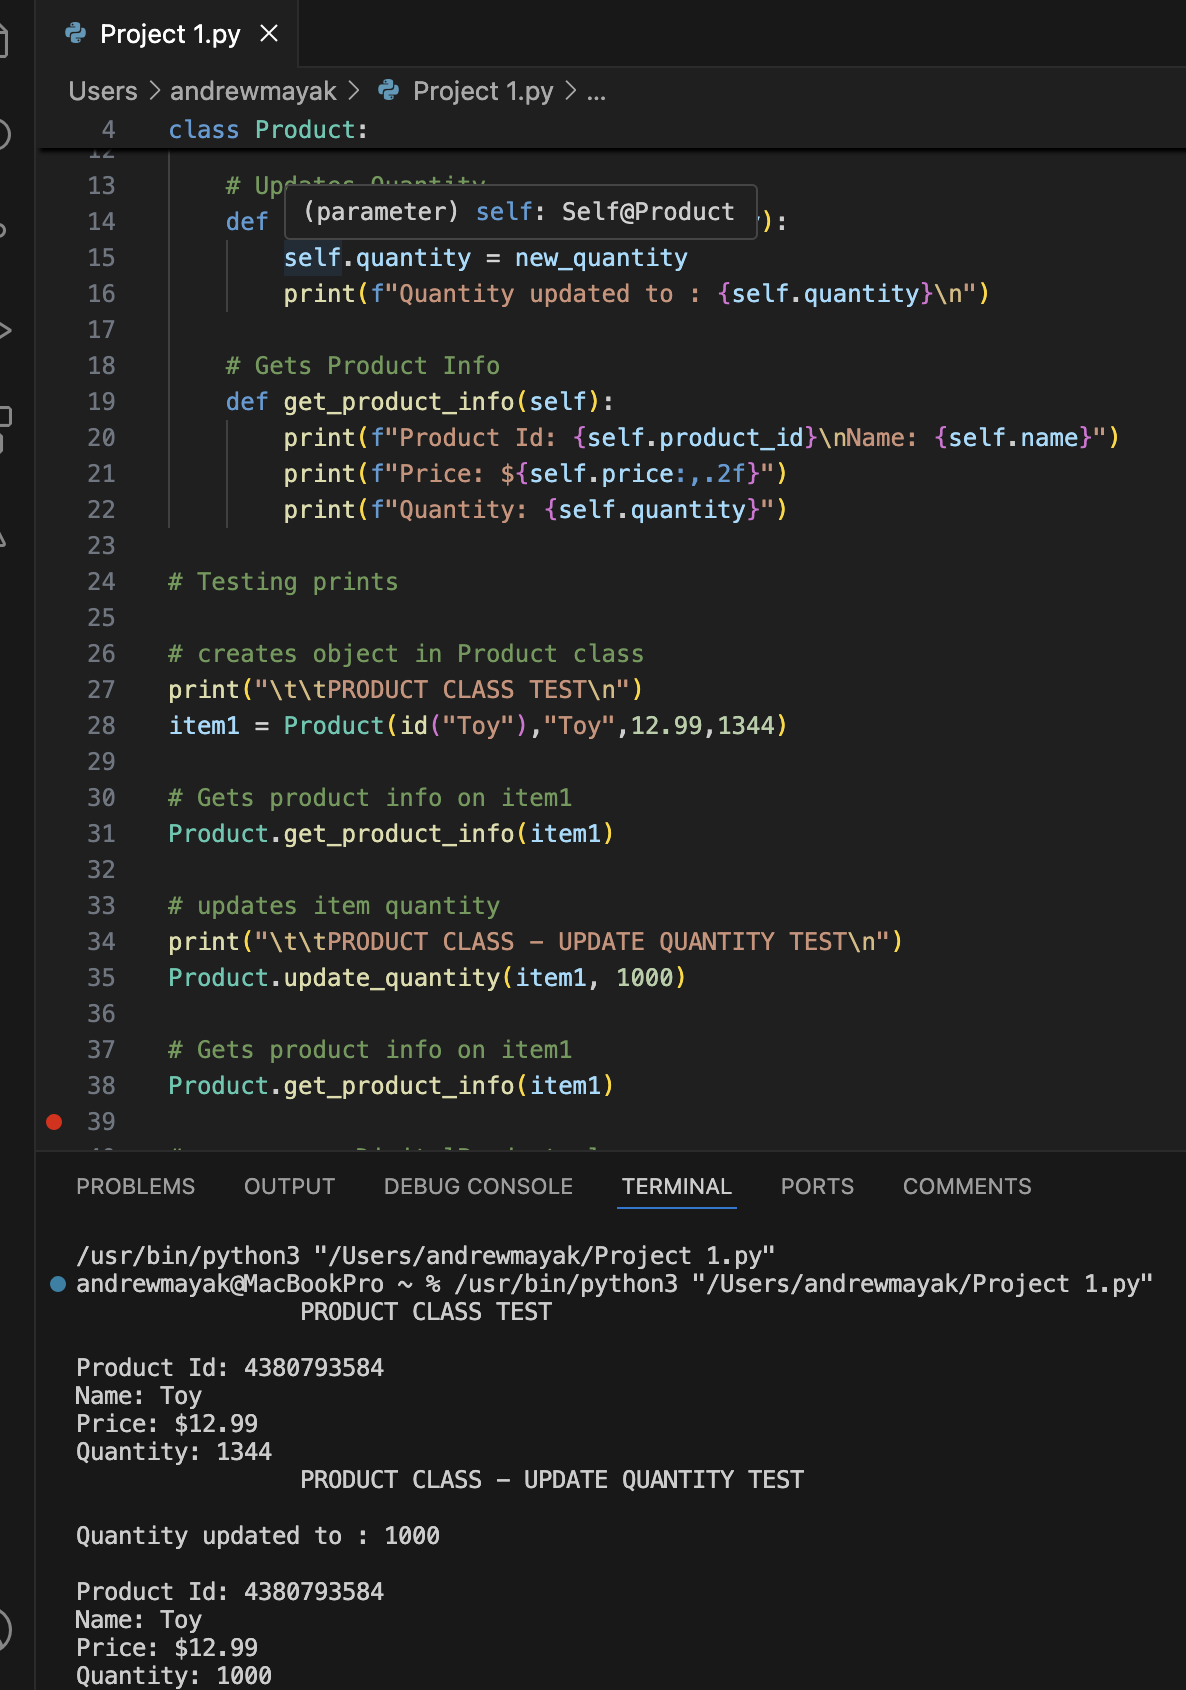 Project 1.py
Users > andrewmayak > Project 1.py > ...
4 class Product:
12
13 # Updates Quantity
(parameter) self: Self@Product
14 def ):
15 self.quantity = new_quantity
16 print(f"Quantity updated to : {self.quantity}\n")
17
18 # Gets Product Info
19 def get_product_info(self):
20 print(f"Product Id: {self.product_id}\nName: {self.name}")
21 print(f"Price: ${self.price:,.2f}")
22 print(f"Quantity: {self.quantity}")
23
24 # Testing prints
25
26 # creates object in Product class
27 print("\t\tPRODUCT CLASS TEST\n")
28 item1 = Product(id("Toy"),"Toy",12.99,1344)
29
30 # Gets product info on item1
31 Product.get_product_info(item1)
32
33 # updates item quantity
34 print("\t\tPRODUCT CLASS – UPDATE QUANTITY TEST\n")
35 Product.update_quantity(item1, 1000)
36
37 # Gets product info on item1
38 Product.get_product_info(item1)
39
PROBLEMS OUTPUT DEBUG CONSOLE TERMINAL PORTS COMMENTS
/usr/bin/python3 "/Users/andrewmayak/Project 1.py"
andrewmayak@MacBookPro ~ % /usr/bin/python3 "/Users/andrewmayak/Project 1.py"
PRODUCT CLASS TEST
Product Id: 4380793584
Name: Toy
Price: $12.99
Quantity: 1344
PRODUCT CLASS – UPDATE QUANTITY TEST
Quantity updated to : 1000
Product Id: 4380793584
Name: Toy
Price: $12.99
Quantity: 1000